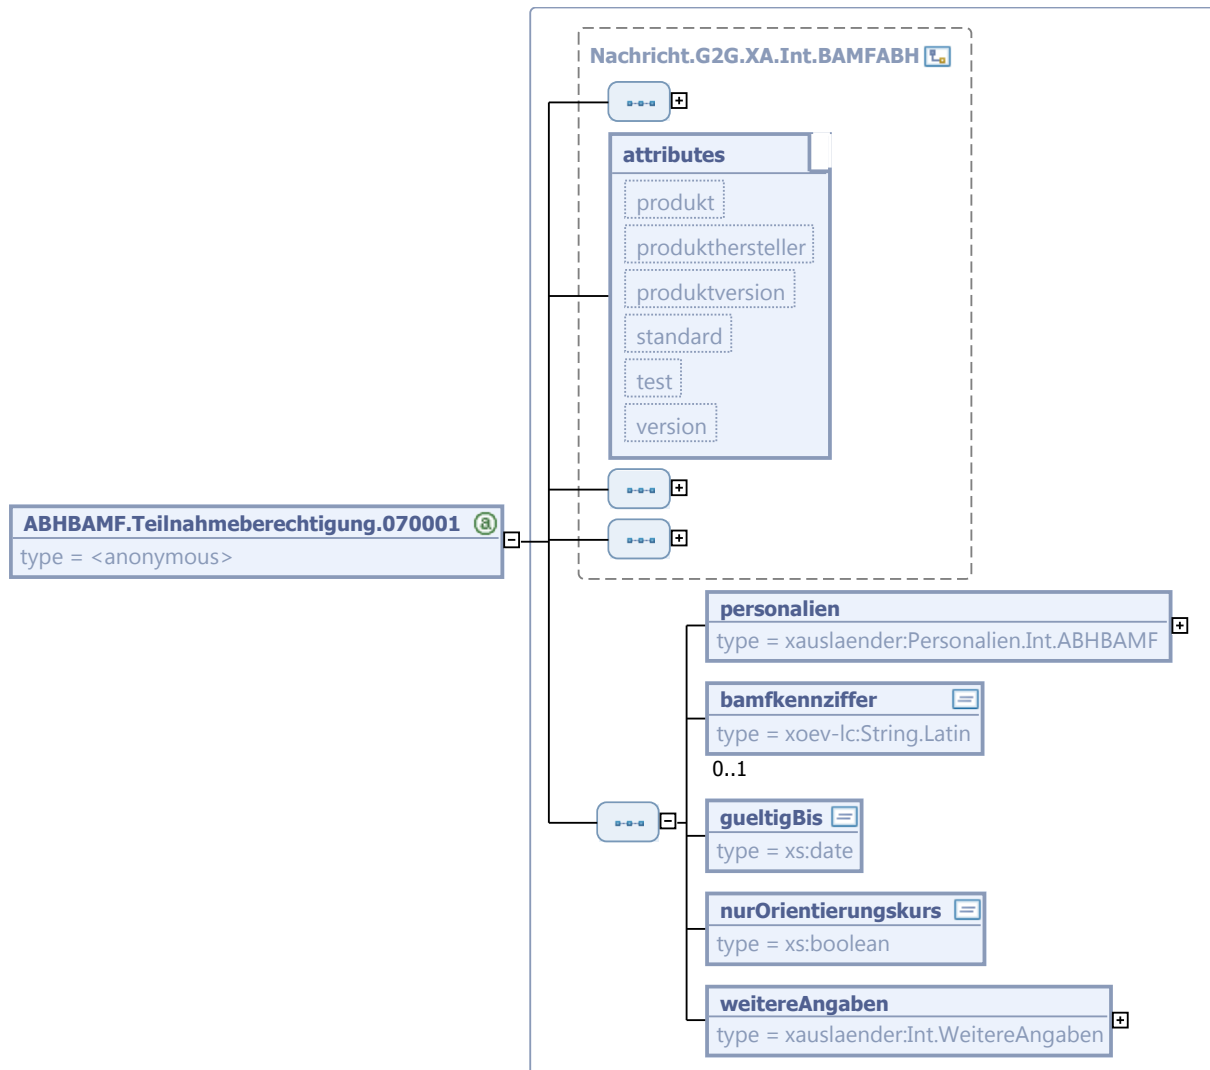 Nachricht.G2G.XA.Int.BAMFABH
attributes
produkt
produkthersteller
produktversion
standard
test
version
ABHBAMF.Teilnahmeberechtigung.070001
type = <anonymous>
personalien
type = xauslaender:Personalien.Int.ABHBAMF
bamfkennziffer
type = xoev-lc:String.Latin
0..1
gueltigBis
type = xs:date
nurOrientierungskurs
type = xs:boolean
weitereAngaben
type = xauslaender:Int.WeitereAngaben